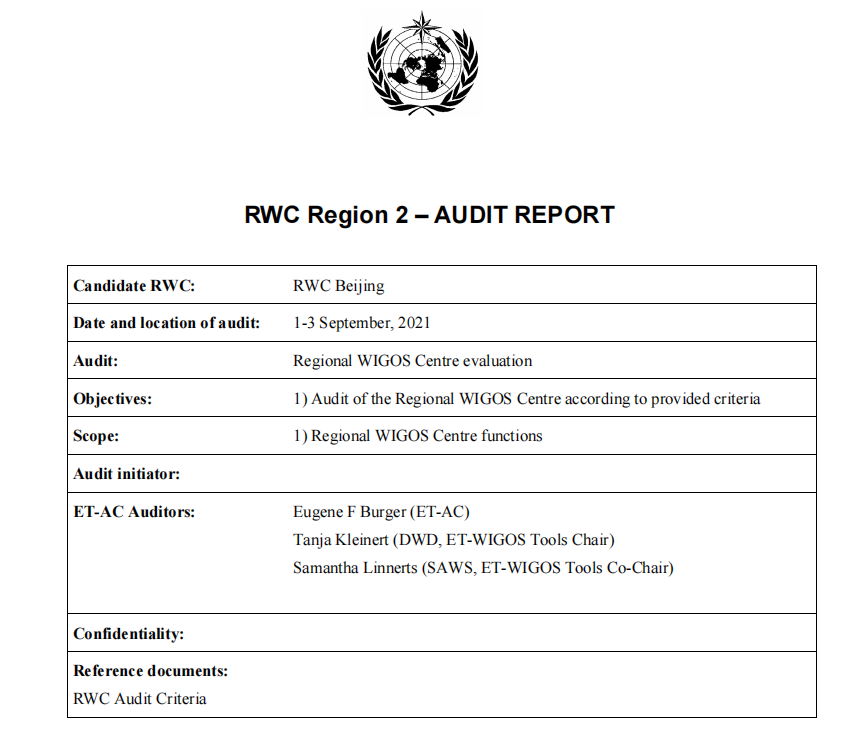 RWC Region 2 – AUDIT REPORT
Candidate RWC: RWC Beijing
Date and location of audit: 1-3 September, 2021
Audit: Regional WIGOS Centre evaluation
Objectives: 1) Audit of the Regional WIGOS Centre according to provided criteria
Scope: 1) Regional WIGOS Centre functions
Audit initiator:
ET-AC Auditors: Eugene F Burger (ET-AC)
Tanja Kleinert (DWD, ET-WIGOS Tools Chair)
Samantha Linnerts (SAWS, ET-WIGOS Tools Co-Chair)
Confidentiality:
Reference documents:
RWC Audit Criteria